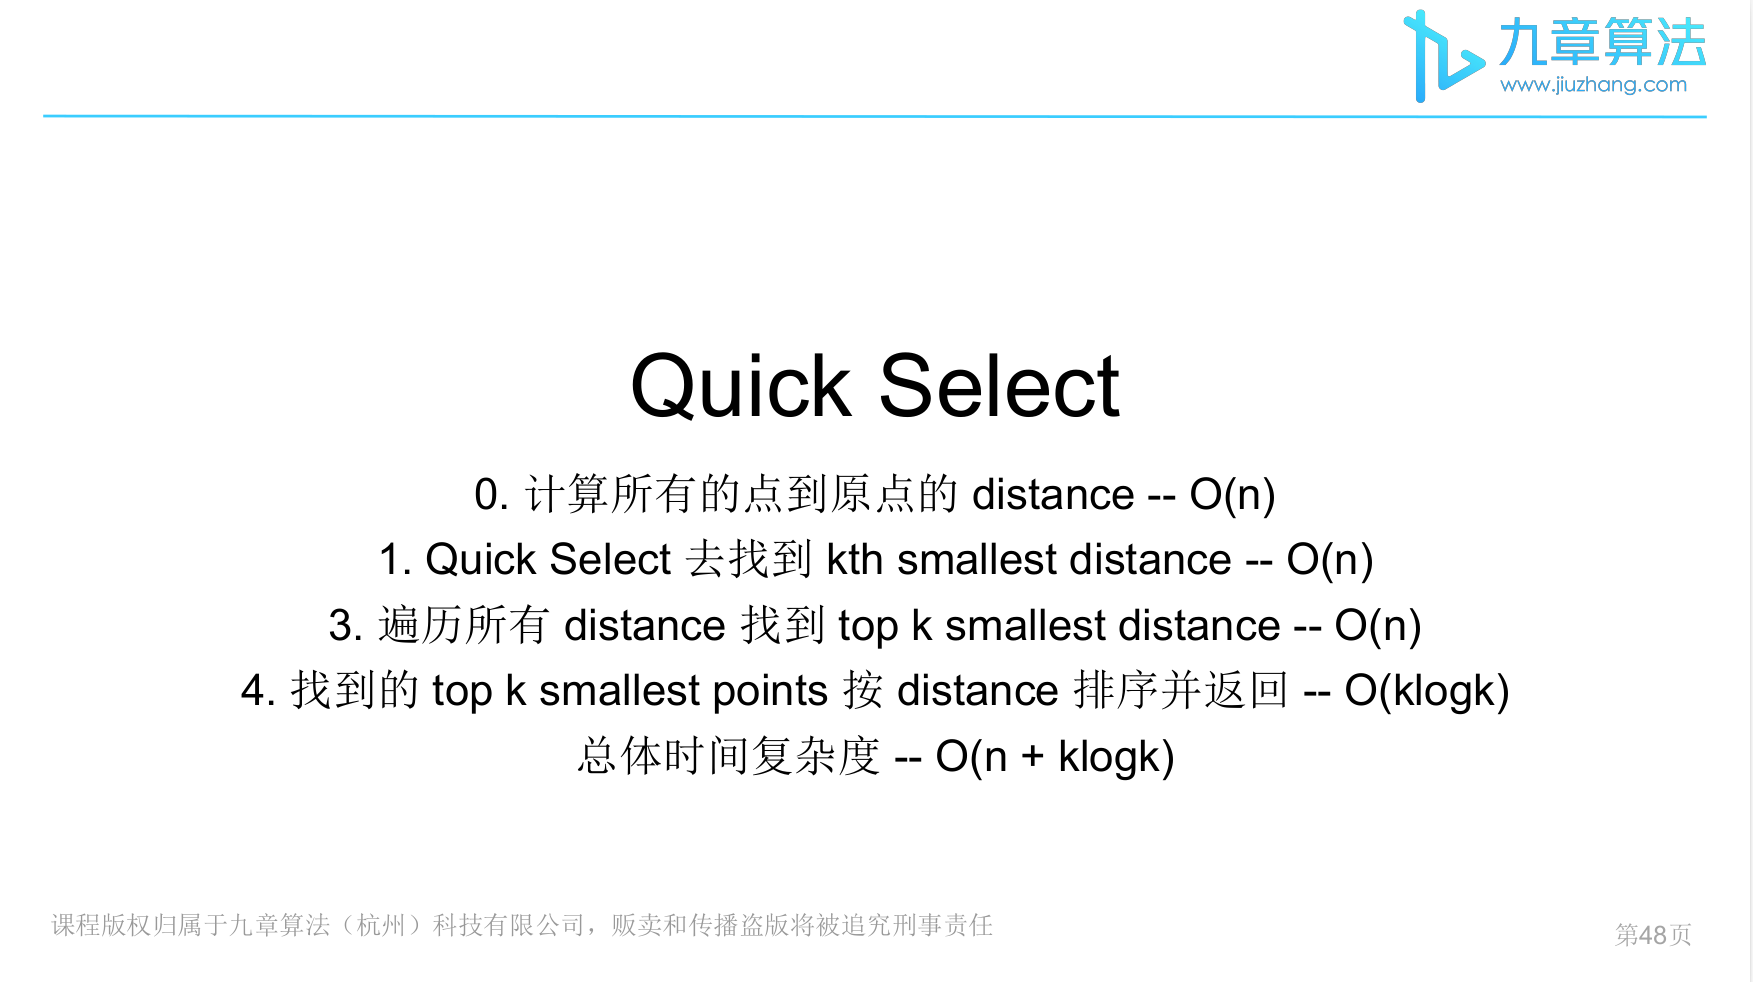 九章算法
www.jiuzhang.com
Quick Select
0. 计算所有的点到原点的 distance -- O(n)
1. Quick Select 去找到 kth smallest distance -- O(n)
3. 遍历所有 distance 找到 top k smallest distance -- O(n)
4. 找到的 top k smallest points 按 distance 排序并返回 -- O(klogk)
总体时间复杂度 -- O(n + klogk)
课程版权归属于九章算法（杭州）科技有限公司，贩卖和传播盗版将被追究刑事责任
第48页